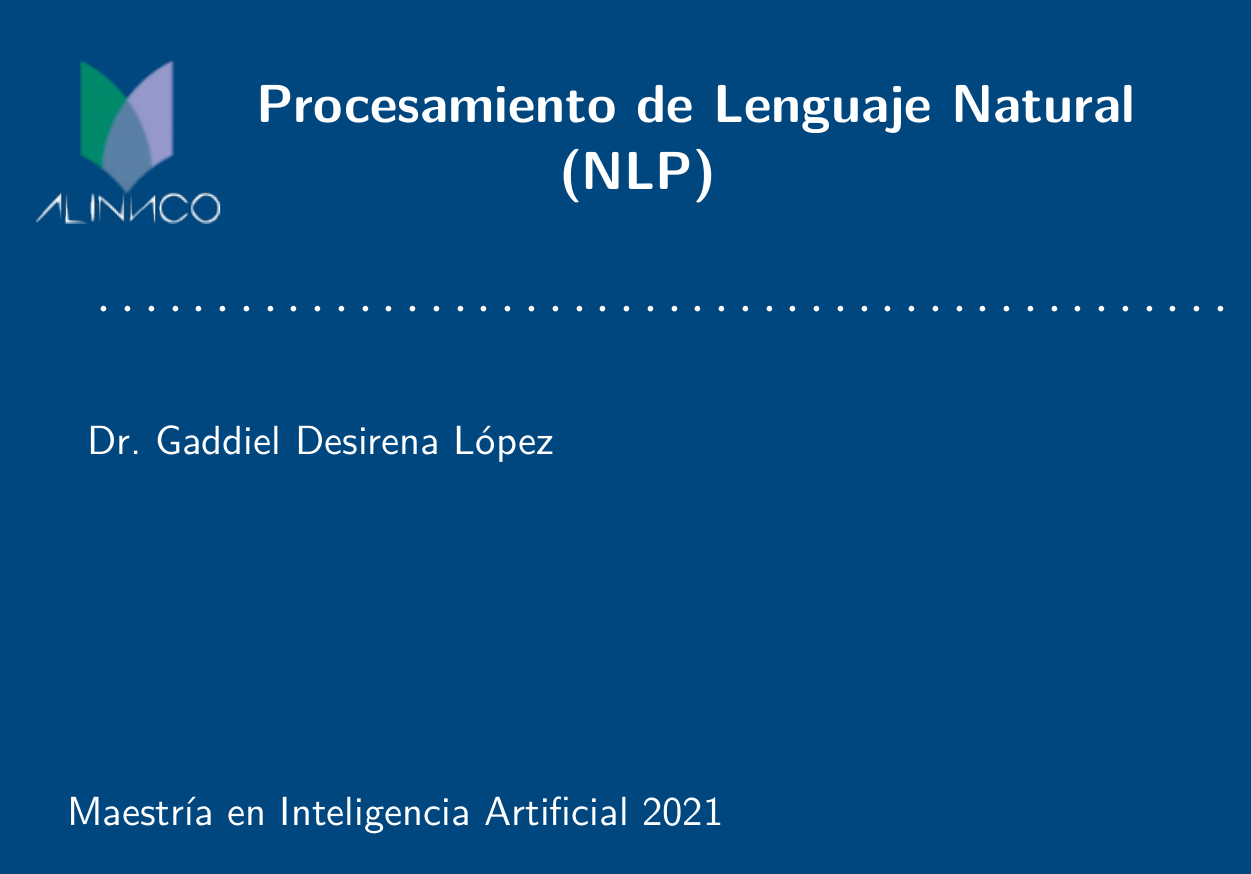 Procesamiento de Lenguaje Natural
(NLP)
ALINNCO
Dr. Gaddiel Desirena López
Maestría en Inteligencia Artificial 2021